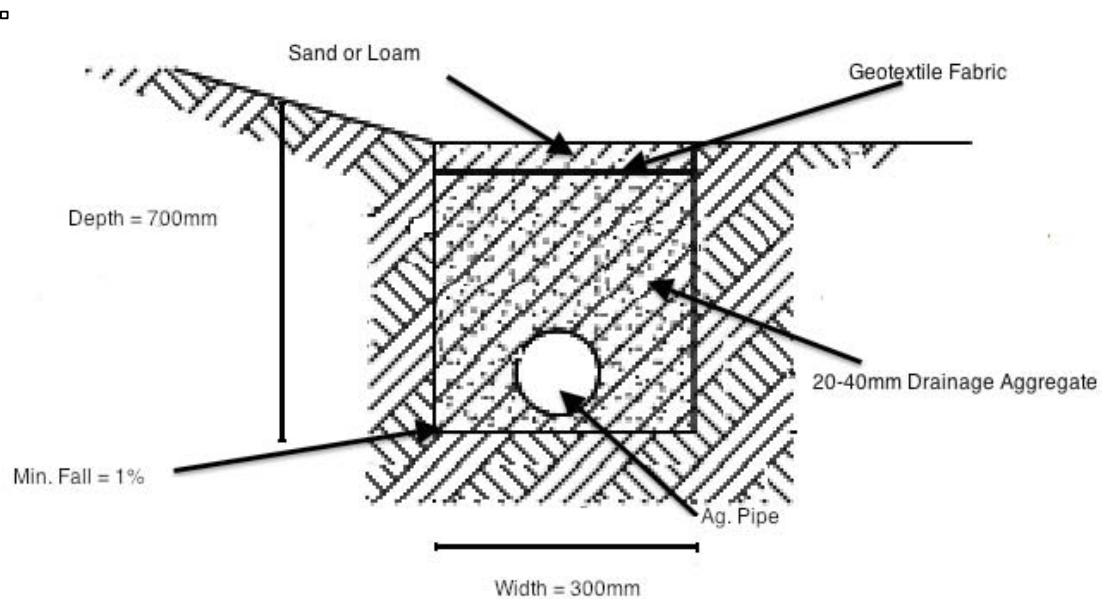 Sand or Loam
Geotextile Fabric
Depth = 700mm
20-40mm Drainage Aggregate
Min. Fall = 1%
Ag. Pipe
Width = 300mm